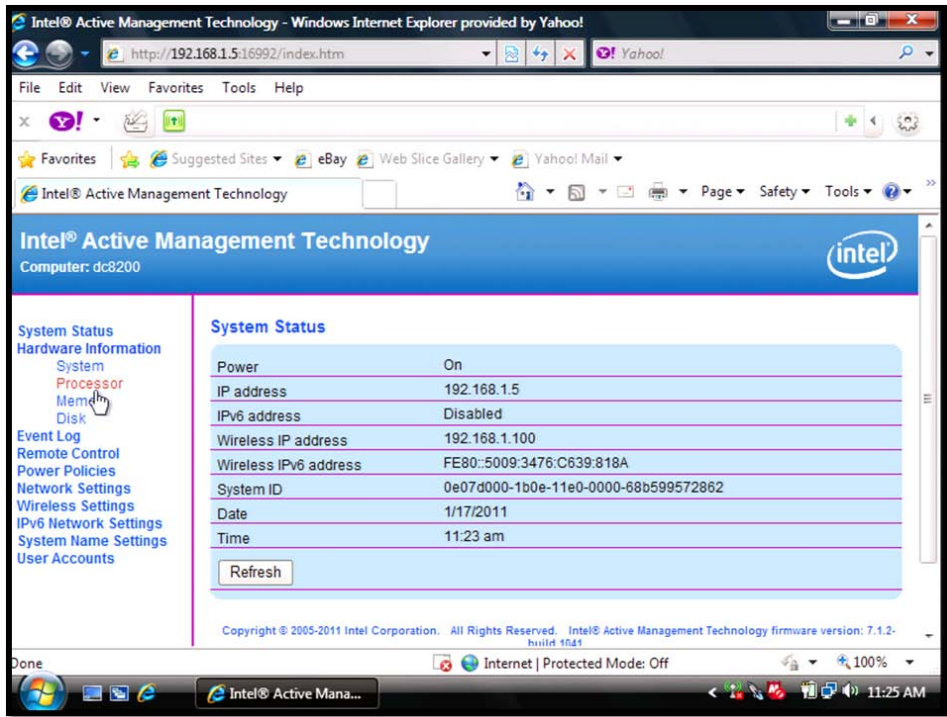 Intel® Active Management Technology - Windows Internet Explorer provided by Yahoo!
http://192.168.1.5:16992/index.htm
Yahoo!
File Edit View Favorites Tools Help
Y!
Favorites Suggested Sites eBay Web Slice Gallery Yahoo! Mail
Intel® Active Management Technology Page Safety Tools
Intel® Active Management Technology
Computer: dc8200
intel
System Status
Hardware Information
System
Processor
Disk
Event Log
Remote Control
Power Policies
Network Settings
Wireless Settings
IPv6 Network Settings
System Name Settings
User Accounts
System Status
Power On
IP address 192.168.1.5
IPv6 address Disabled
Wireless IP address 192.168.1.100
Wireless IPv6 address FE80::5009:3476:C639:818A
System ID 0e07d000-1b0e-11e0-0000-68b599572862
Date 1/17/2011
Time 11:23 am
Refresh
Copyright © 2005-2011 Intel Corporation. All Rights Reserved. Intel® Active Management Technology firmware version: 7.1.2-
build 1041
Done Internet | Protected Mode: Off 100%
Intel® Active Mana... 11:25 AM